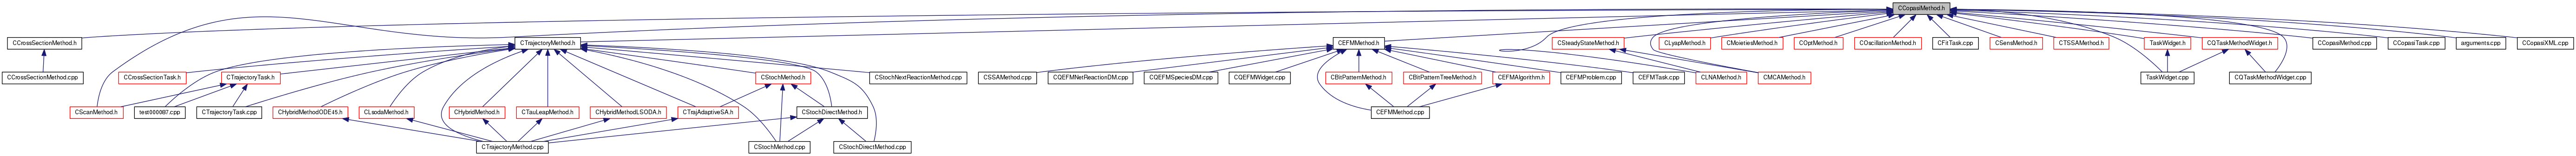 CCopasiMethod.h
CCrossSectionMethod.h
CTrajectoryMethod.h
CEFMMethod.h
CSteadyStateMethod.h
CLyapMethod.h
CMoietiesMethod.h
COptMethod.h
COscillationMethod.h
CFitTask.cpp
CSensMethod.h
CTSSAMethod.h
TaskWidget.h
CQTaskMethodWidget.h
CCopasiMethod.cpp
CCopasiTask.cpp
arguments.cpp
CCopasiXML.cpp
CCrossSectionMethod.cpp
CCrossSectionTask.h
CTrajectoryTask.h
CStochMethod.h
CStochNextReactionMethod.cpp
CSSAMethod.cpp
CQEFMNetReactionDM.cpp
CQEFMSpeciesDM.cpp
CQEFMWidget.cpp
CBitPatternMethod.h
CBitPatternTreeMethod.h
CEFMAlgorithm.h
CEFMProblem.cpp
CEFMTask.cpp
CLNAMethod.h
CMCAMethod.h
TaskWidget.cpp
CQTaskMethodWidget.cpp
CScanMethod.h
test000087.cpp
CTrajectoryTask.cpp
CHybridMethodODE45.h
CLsodaMethod.h
CHybridMethod.h
CTauLeapMethod.h
CHybridMethodLSODA.h
CTrajAdaptiveSA.h
CStochDirectMethod.h
CEFMMethod.cpp
CTrajectoryMethod.cpp
CStochMethod.cpp
CStochDirectMethod.cpp